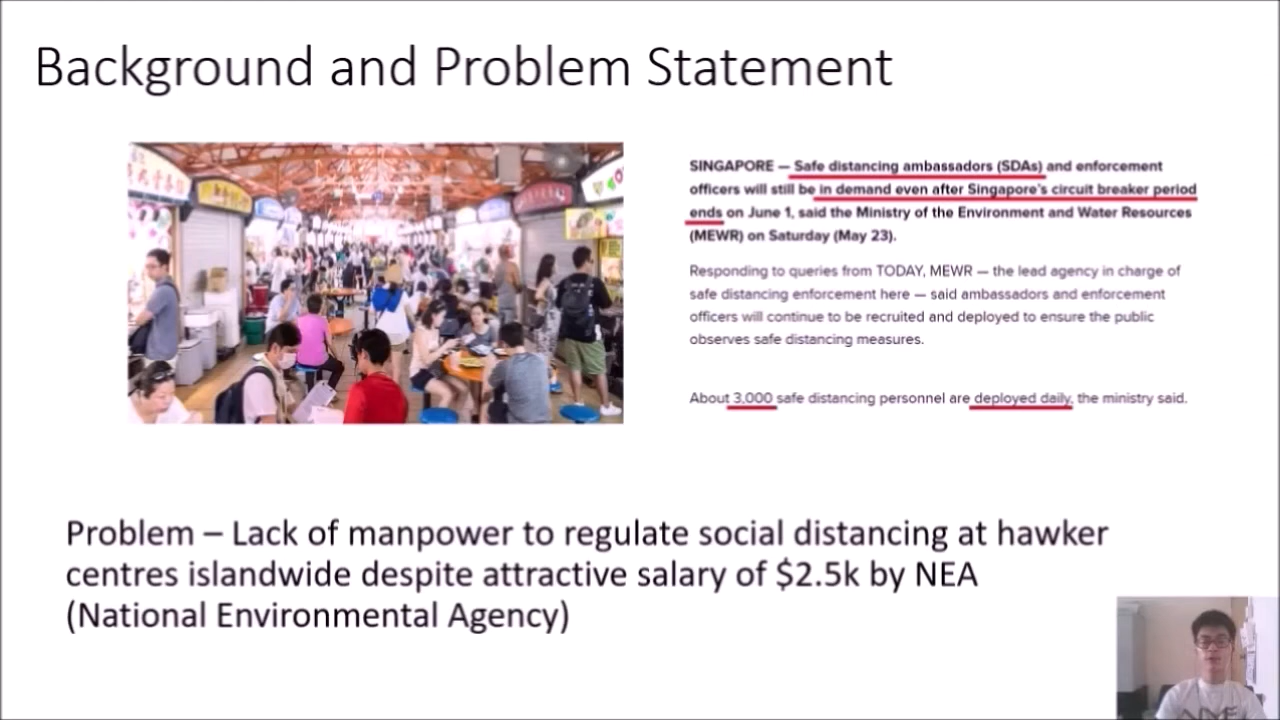 Background and Problem Statement
SINGAPORE — Safe distancing ambassadors (SDAs) and enforcement
officers will still be in demand even after Singapore's circuit breaker period
ends on June 1, said the Ministry of the Environment and Water Resources
(MEWR) on Saturday (May 23).
Responding to queries from TODAY, MEWR — the lead agency in charge of
safe distancing enforcement here — said ambassadors and enforcement
officers will continue to be recruited and deployed to ensure the public
observes safe distancing measures.
About 3,000 safe distancing personnel are deployed daily, the ministry said.
Problem – Lack of manpower to regulate social distancing at hawker
centres islandwide despite attractive salary of $2.5k by NEA
(National Environmental Agency)